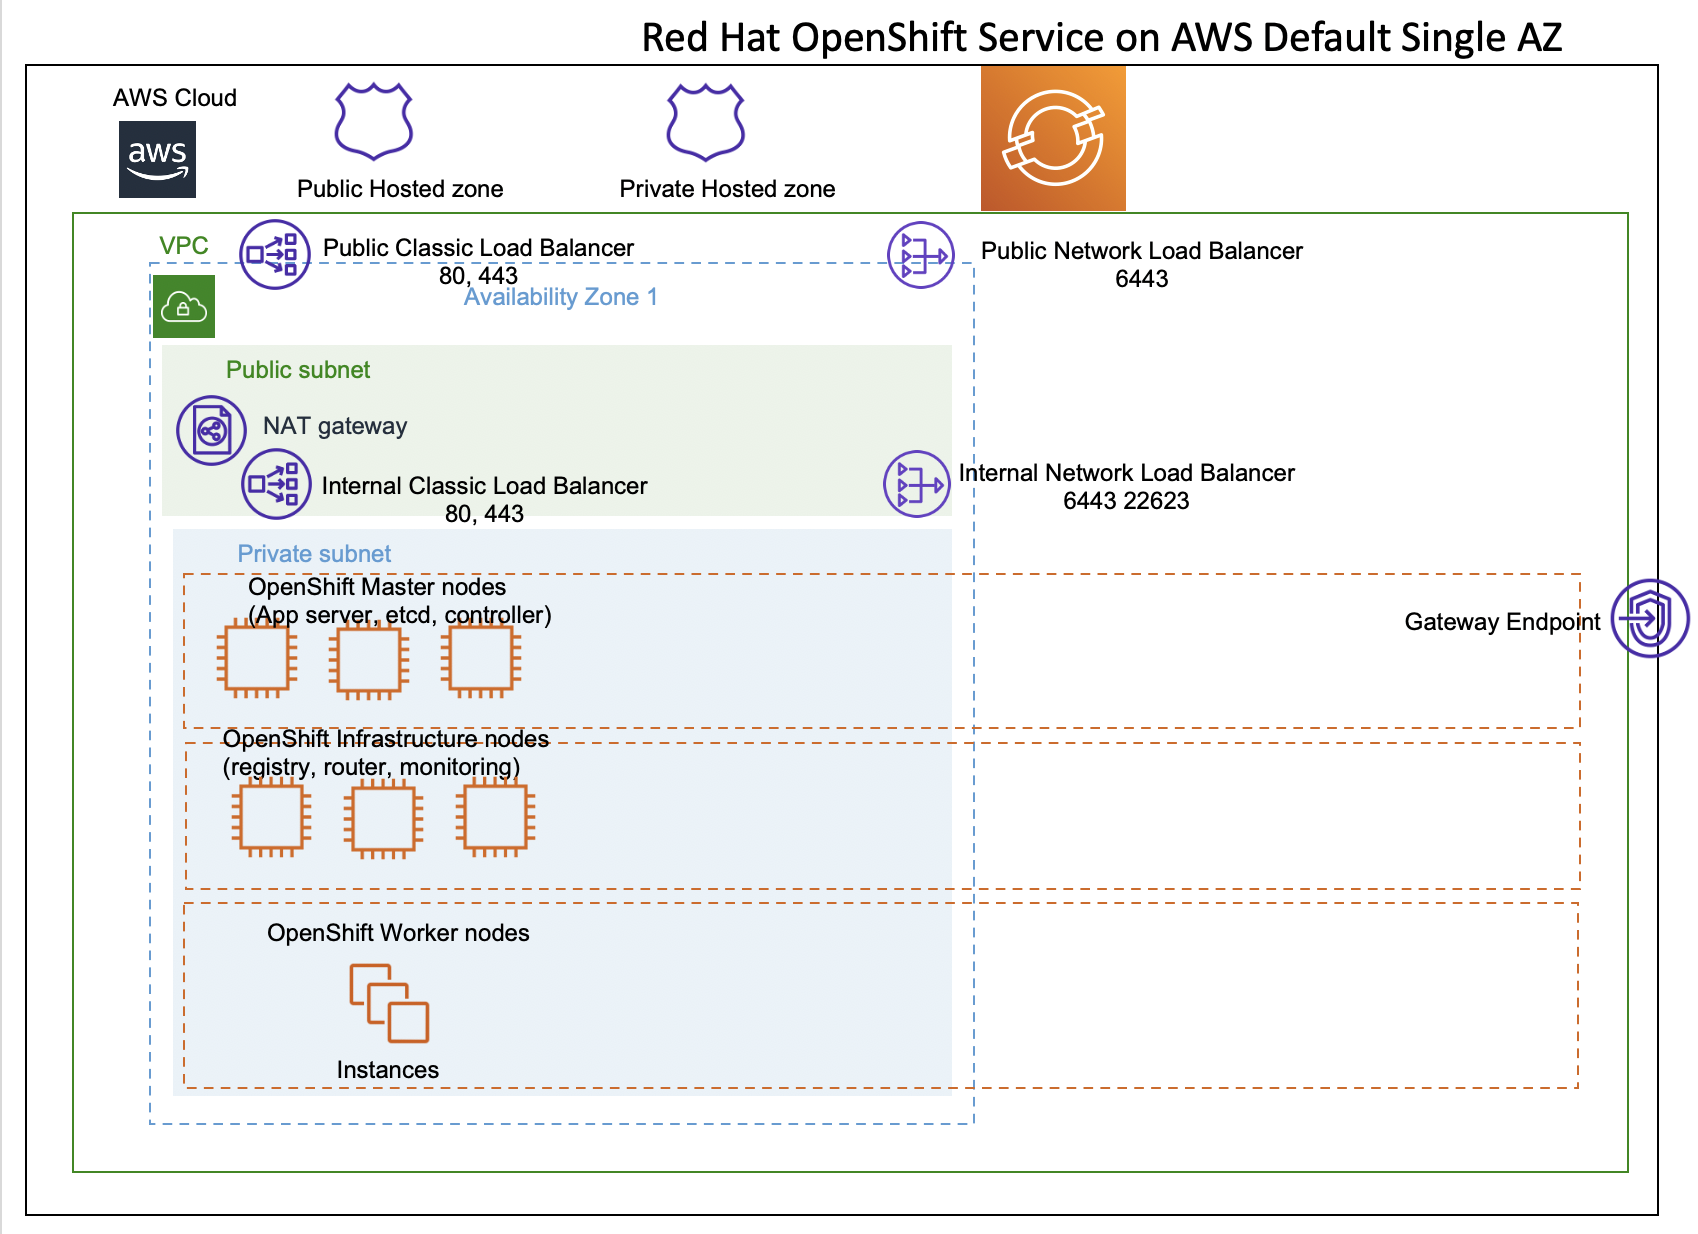 Red Hat OpenShift Service on AWS Default Single AZ
AWS Cloud
aws
Public Hosted zone
Private Hosted zone
VPC
Public Classic Load Balancer
80, 443
Public Network Load Balancer
6443
Availability Zone 1
Public subnet
NAT gateway
Internal Classic Load Balancer
80, 443
Internal Network Load Balancer
6443 22623
Private subnet
OpenShift Master nodes
(App server, etcd, controller)
Gateway Endpoint
OpenShift Infrastructure nodes
(registry, router, monitoring)
OpenShift Worker nodes
Instances